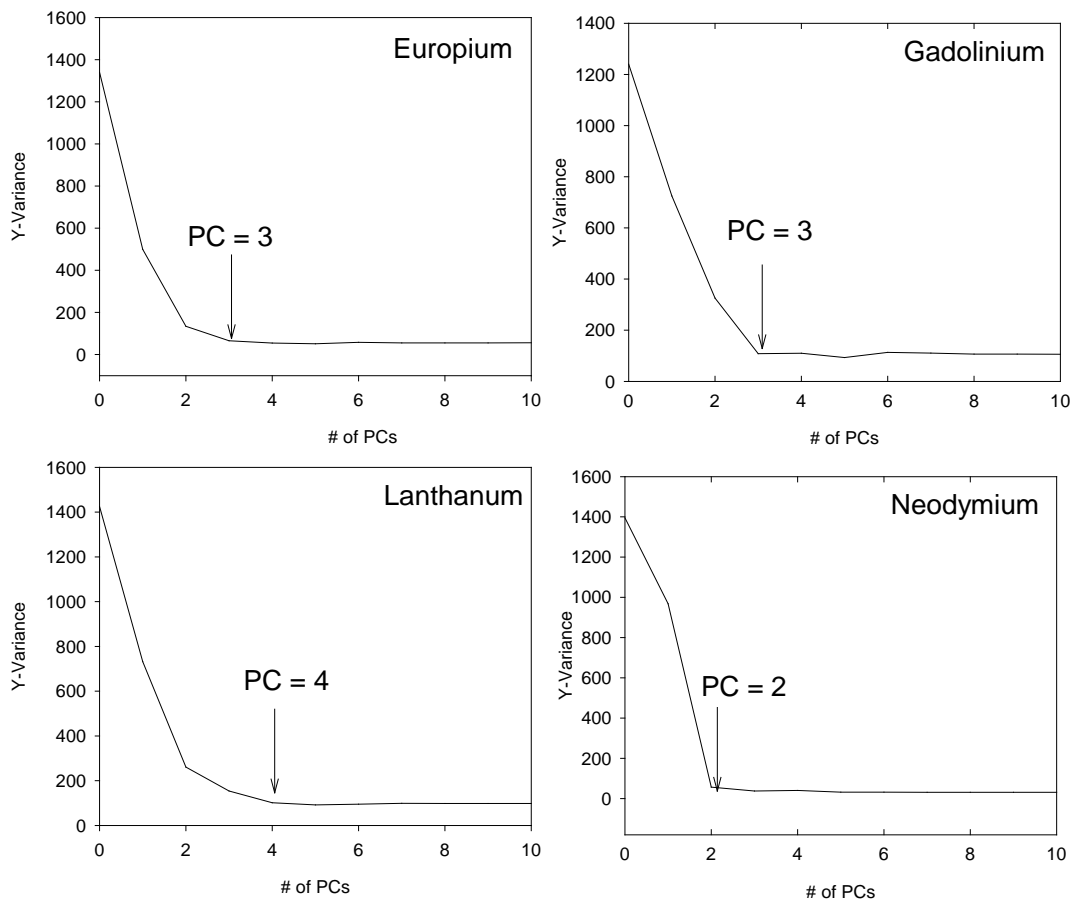 Europium
1600
1400
1200
1000
800
600
400
200
0
Y-Variance
PC = 3
0 2 4 6 8 10
# of PCs
Gadolinium
1400
1200
1000
800
600
400
200
0
Y-Variance
PC = 3
0 2 4 6 8 10
# of PCs
Lanthanum
1600
1400
1200
1000
800
600
400
200
0
Y-Variance
PC = 4
0 2 4 6 8 10
# of PCs
Neodymium
1600
1400
1200
1000
800
600
400
200
0
Y-Variance
PC = 2
0 2 4 6 8 10
# of PCs